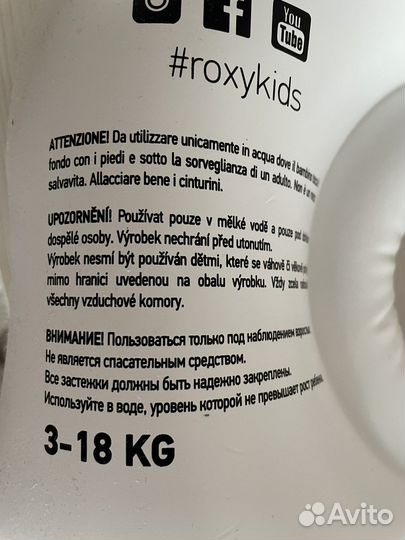 You
Tube
#roxykids
ATTENZIONE! Da utilizzare unicamente in acqua dove il bambino
fondo con i piedi e sotto la sorveglianza di un adulto. Non è un
salvavita. Allacciare bene i cinturini.
UPOZORNĚNÍ! Používat pouze v mělké vodě a pouze pod
dospělé osoby. Výrobek nechrání před utonutím.
Výrobek nesmí být používán dětmi, které se váhově či
mimo hranici uvedenou na obalu výrobku. Vždy zcela
všechny vzduchové komory.
ВНИМАНИЕ! Пользоваться только под наблюдением
Не является спасательным средством.
Все застежки должны быть надежно закреплены.
Используйте в воде, уровень которой не превышает рост
3-18 KG
Avito